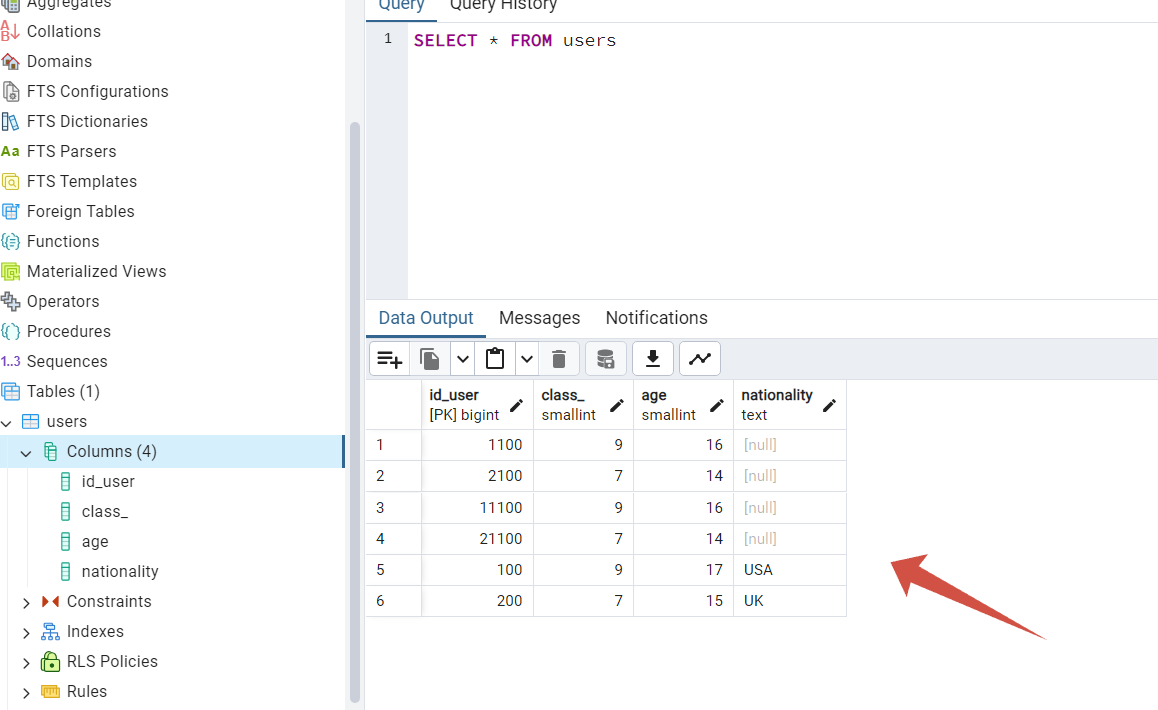 Aggregates
Collations
Domains
FTS Configurations
FTS Dictionaries
Aa FTS Parsers
FTS Templates
Foreign Tables
Functions
Materialized Views
Operators
Procedures
1..3 Sequences
Tables (1)
users
Columns (4)
id_user
class_
age
nationality
Constraints
Indexes
RLS Policies
Rules
Query Query History
1 SELECT * FROM users
Data Output Messages Notifications
id_user class_ age nationality
[PK] bigint smallint smallint text
1 1100 9 16 [null]
2 2100 7 14 [null]
3 11100 9 16 [null]
4 21100 7 14 [null]
5 100 9 17 USA
6 200 7 15 UK